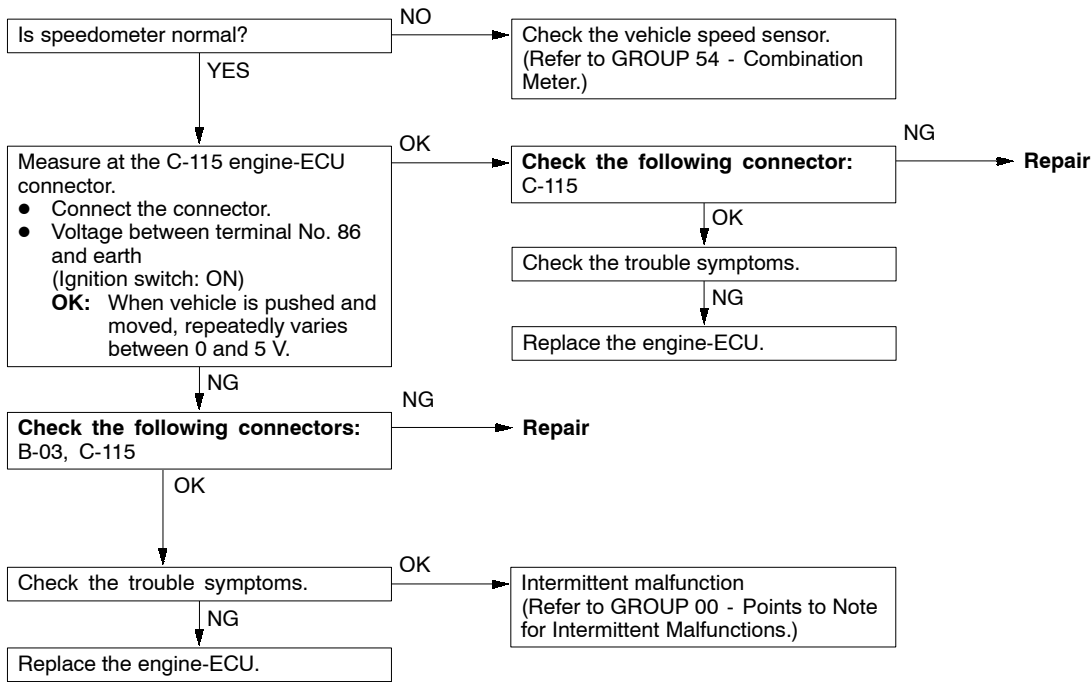 Is speedometer normal?
NO
Check the vehicle speed sensor.
(Refer to GROUP 54 - Combination
Meter.)
YES
Measure at the C-115 engine-ECU
connector.
● Connect the connector.
● Voltage between terminal No. 86
and earth
(Ignition switch: ON)
OK: When vehicle is pushed and
moved, repeatedly varies
between 0 and 5 V.
OK
Check the following connector:
C-115
NG
Repair
OK
Check the trouble symptoms.
NG
Replace the engine-ECU.
NG
Check the following connectors:
B-03, C-115
NG
Repair
OK
Check the trouble symptoms.
OK
Intermittent malfunction
(Refer to GROUP 00 - Points to Note
for Intermittent Malfunctions.)
NG
Replace the engine-ECU.